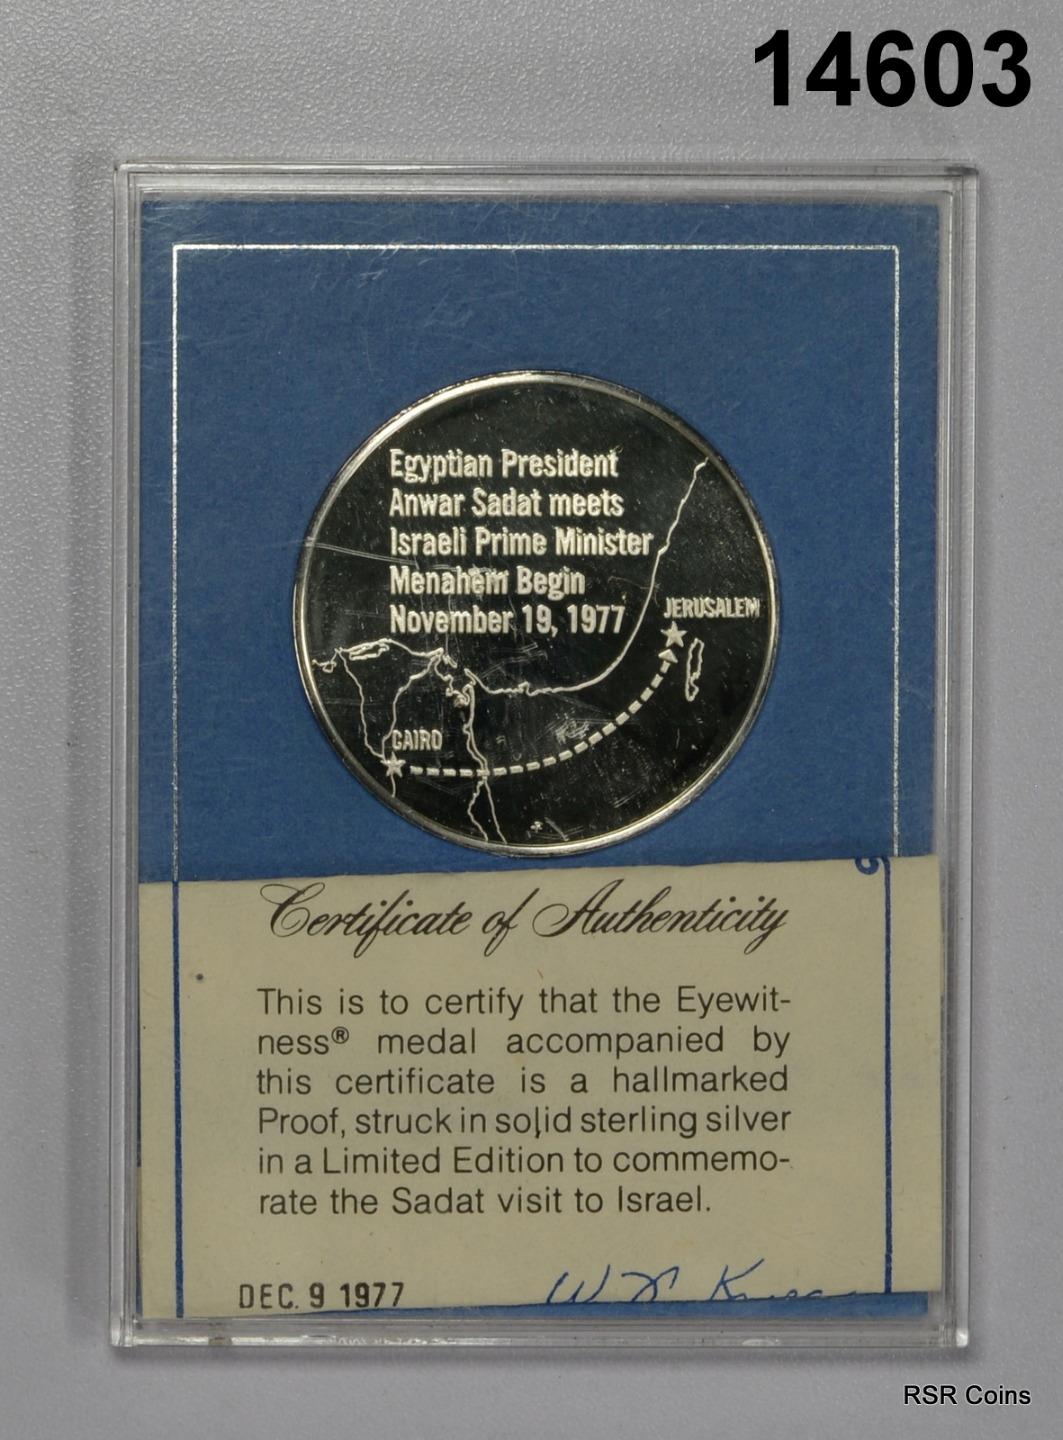 14603
Egyptian President
Anwar Sadat meets
Israeli Prime Minister
Menahem Begin
November 19, 1977
JERUSALEM
CAIRO
Certificate of Authenticity
This is to certify that the Eyewit-
ness® medal accompanied by
this certificate is a hallmarked
Proof, struck in solid sterling silver
in a Limited Edition to commemo-
rate the Sadat visit to Israel.
DEC. 9 1977
RSR Coins